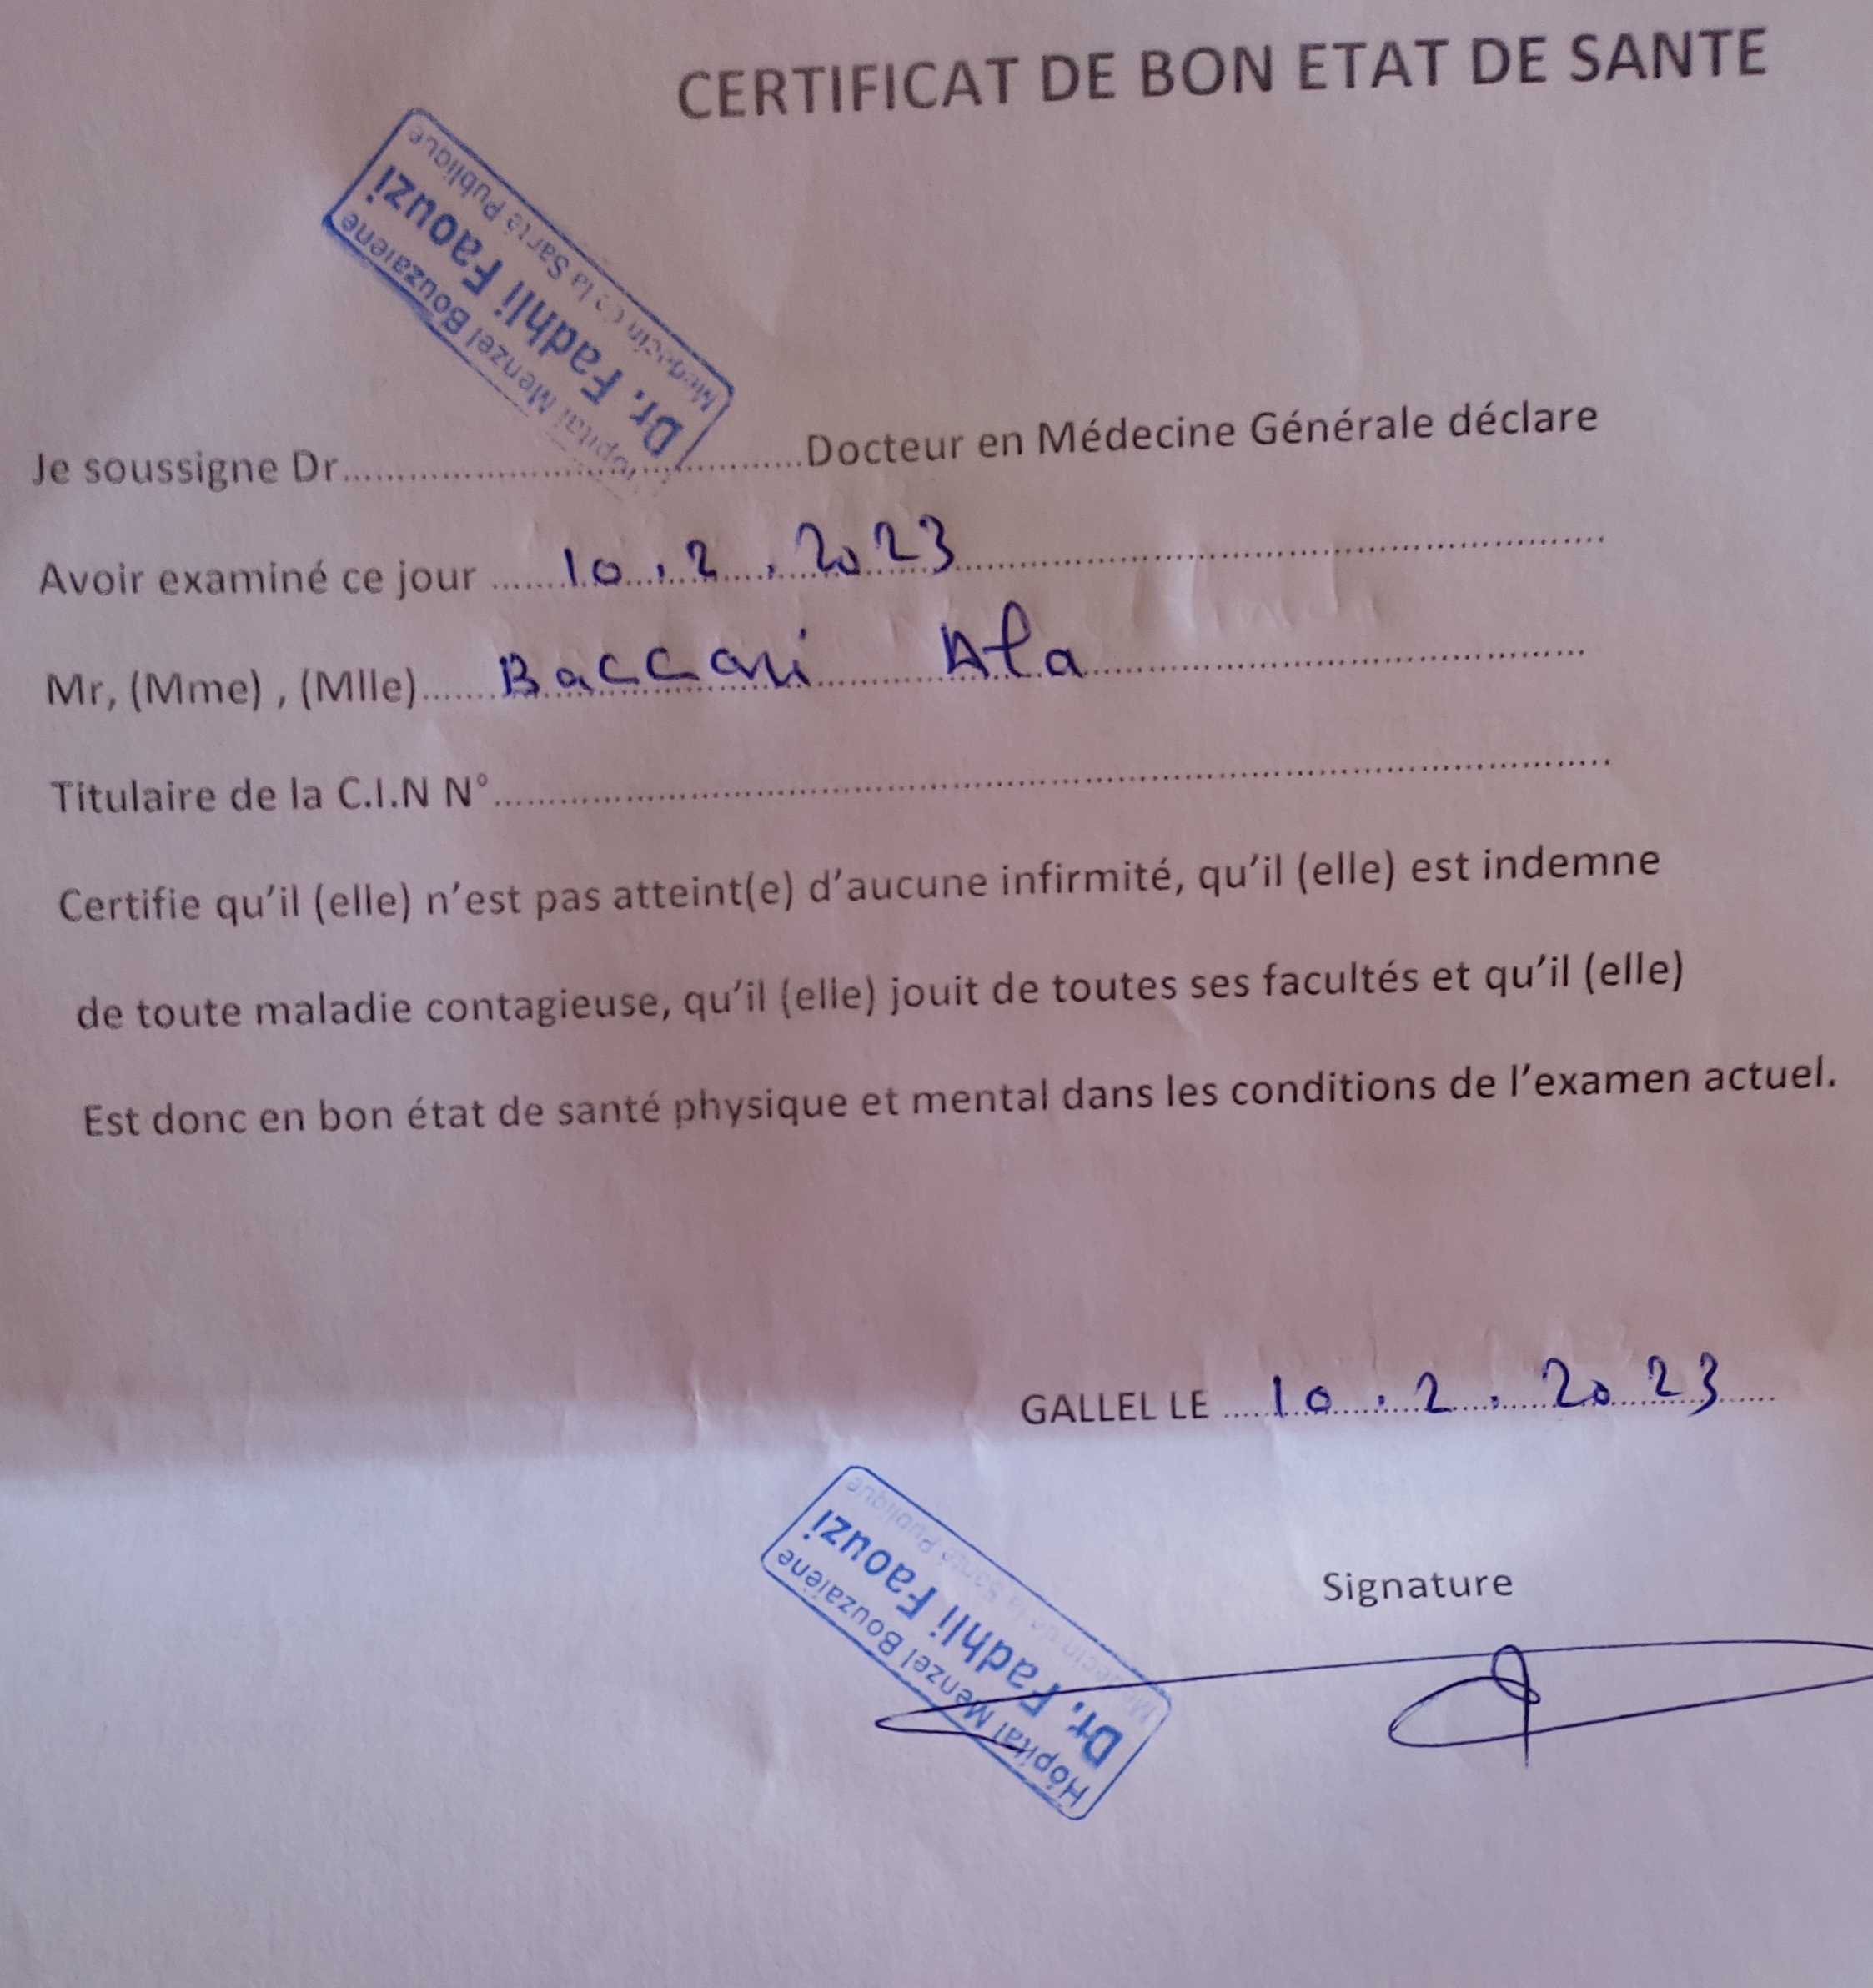 CERTIFICAT DE BON ETAT DE SANTE
Hôpital Menzel Bouzaiene
Dr. Fadhli Faouzi
Médecin de la Santé Publique
Je soussigne Dr..........Docteur en Médecine Générale déclare
Avoir examiné ce jour ......10.2.2023..........
Mr, (Mme) , (Mlle)......Baccari Ala..........
Titulaire de la C.I.N N°..........
Certifie qu'il (elle) n'est pas atteint(e) d'aucune infirmité, qu'il (elle) est indemne
de toute maladie contagieuse, qu'il (elle) jouit de toutes ses facultés et qu'il (elle)
Est donc en bon état de santé physique et mental dans les conditions de l'examen actuel.
GALLEL LE ....10.2.2023....
Signature
Hôpital Menzel Bouzaiene
Dr. Fadhli Faouzi
Médecin de la Santé Publique